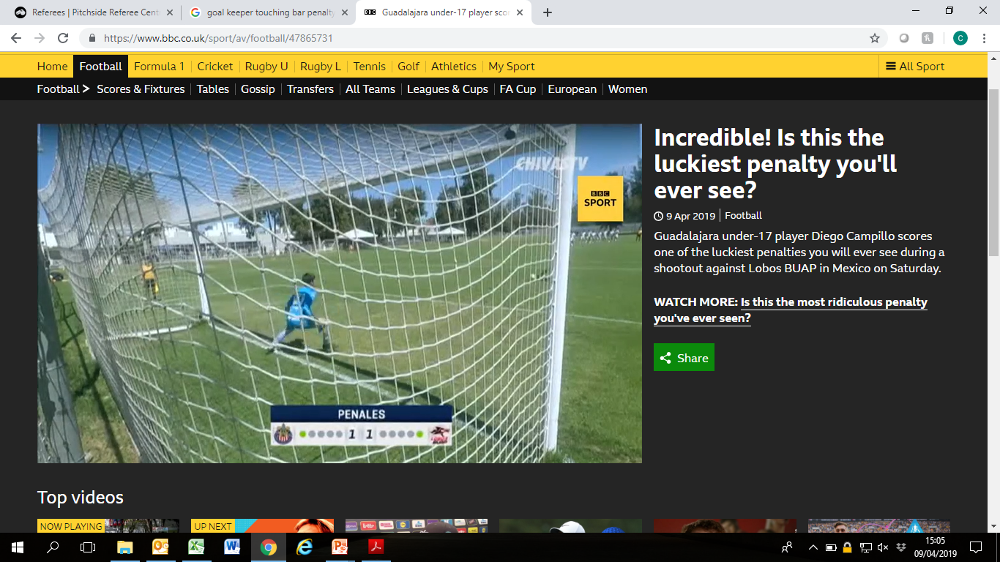 Referees | Pitchside Referee Cent
goal keeper touching bar penalty
BBC
Guadalajara under-17 player scor
https://www.bbc.co.uk/sport/av/football/47865731
C
Home
Football
Formula 1
Cricket
Rugby U
Rugby L
Tennis
Golf
Athletics
My Sport
All Sport
Football
Scores & Fixtures
Tables
Gossip
Transfers
All Teams
Leagues & Cups
FA Cup
European
Women
CHIVASTV
BBC
SPORT
PENALES
1 1
Incredible! Is this the
luckiest penalty you'll
ever see?
9 Apr 2019
Football
Guadalajara under-17 player Diego Campillo scores
one of the luckiest penalties you will ever see during a
shootout against Lobos BUAP in Mexico on Saturday.
WATCH MORE: Is this the most ridiculous penalty
you've ever seen?
Share
Top videos
NOW PLAYING
UP NEXT
15:05
09/04/2019